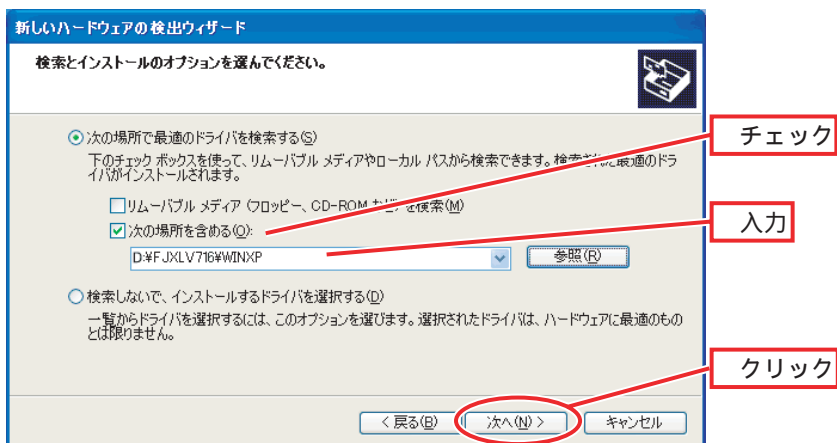 新しいハードウェアの検出ウィザード
検索とインストールのオプションを選んでください。
次の場所で最適のドライバを検索する(S)
下のチェック ボックスを使って、リムーバブル メディアやローカル パスから検索できます。検索された最適のドラ
イバがインストールされます。
リムーバブル メディア (フロッピー、CD-ROM など) を検索(M)
次の場所を含める(O):
D:¥FJXLV716¥WINXP
参照(R)
検索しないで、インストールするドライバを選択する(D)
一覧からドライバを選択するには、このオプションを選びます。選択されたドライバは、ハードウェアに最適のもの
とは限りません。
< 戻る(B)
次へ(N) >
キャンセル
チェック
入力
クリック